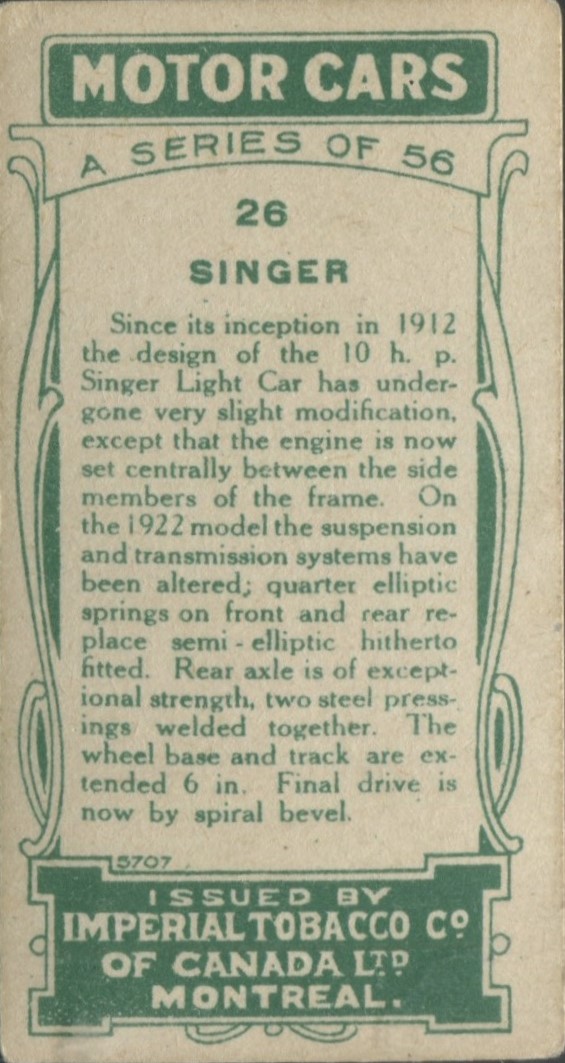 MOTOR CARS
A SERIES OF 56
26
SINGER
Since its inception in 1912
the design of the 10 h. p.
Singer Light Car has under-
gone very slight modification,
except that the engine is now
set centrally between the side
members of the frame. On
the 1922 model the suspension
and transmission systems have
been altered; quarter elliptic
springs on front and rear re-
place semi-elliptic hitherto
fitted. Rear axle is of except-
ional strength, two steel press-
ings welded together. The
wheel base and track are ex-
tended 6 in. Final drive is
now by spiral bevel.
5707
ISSUED BY
IMPERIAL TOBACCO Cº
OF CANADA LTD
MONTREAL.